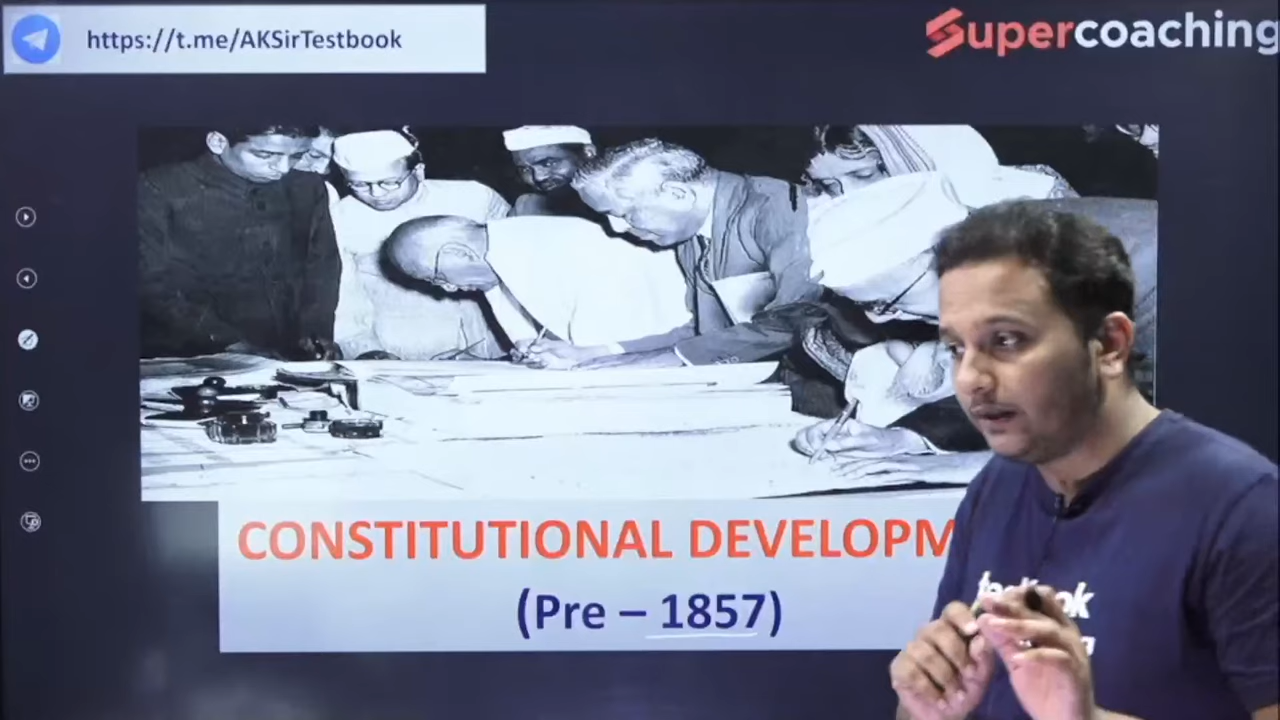 https://t.me/AKSirTestbook
Supercoaching
CONSTITUTIONAL DEVELOPM
(Pre – 1857)